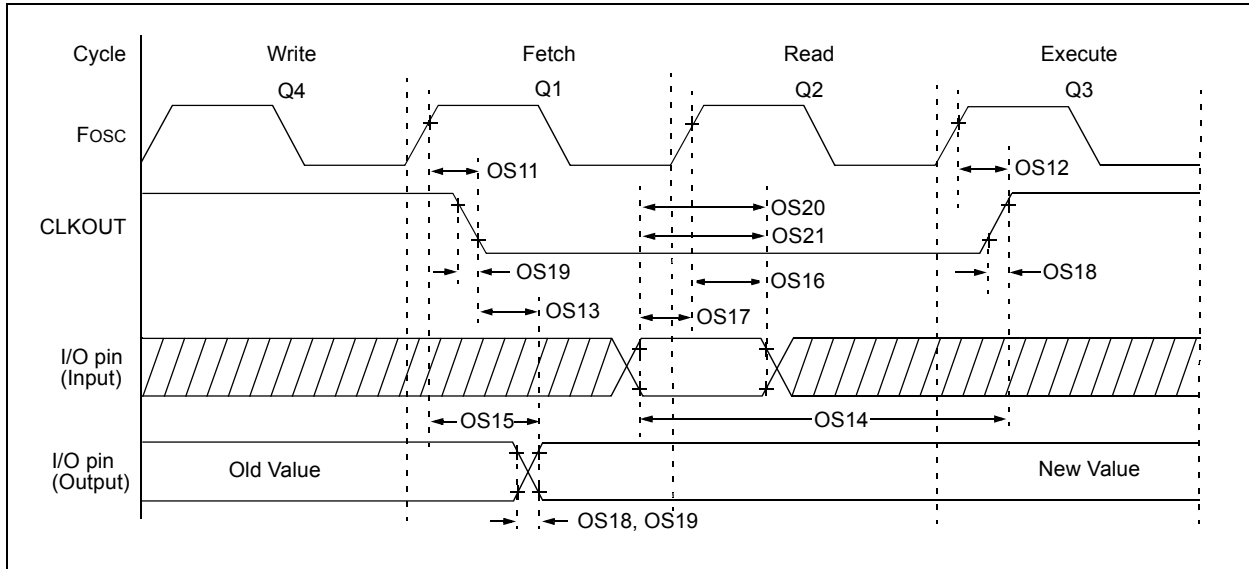 Cycle Write Fetch Read Execute
Q4 Q1 Q2 Q3
FOSC
OS11 OS12
OS20
CLKOUT
OS21
OS19 OS16 OS18
OS13 OS17
I/O pin
(Input)
OS15 OS14
I/O pin
(Output)
Old Value New Value
OS18, OS19